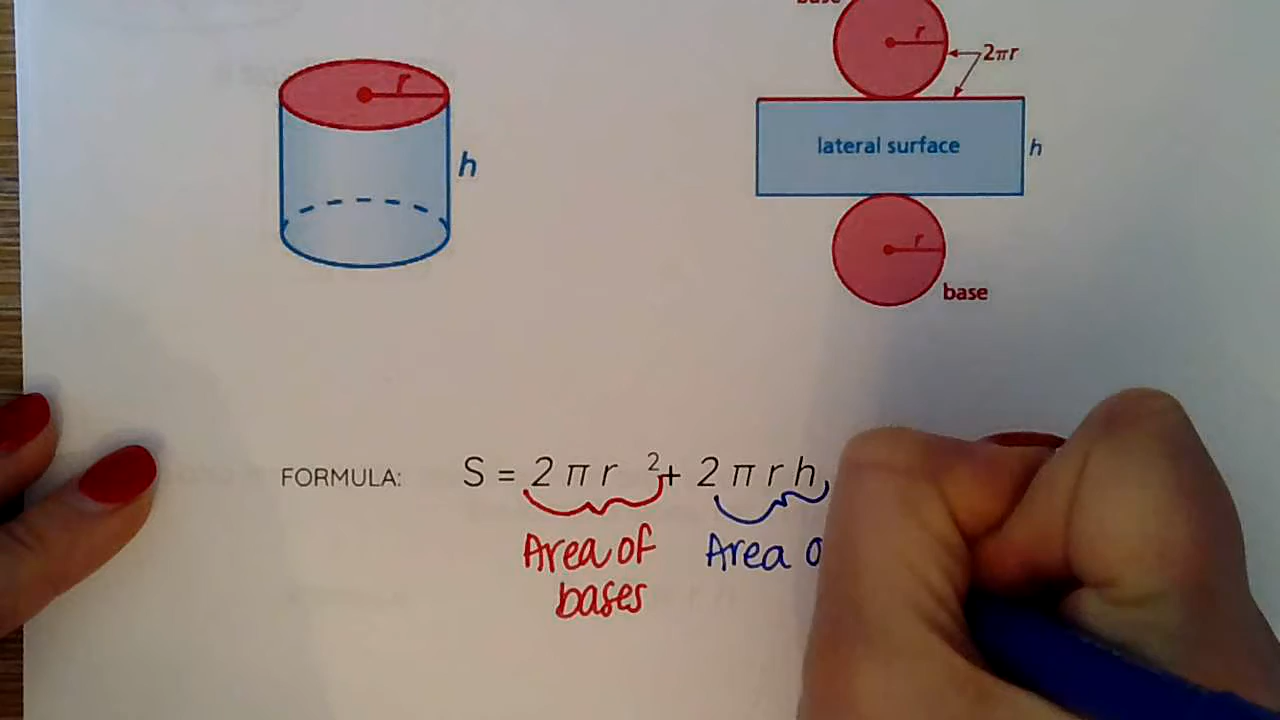 base
r
2πr
r
h
lateral surface
h
r
base
FORMULA: S = 2πr² + 2πrh
Area of
bases
Area o